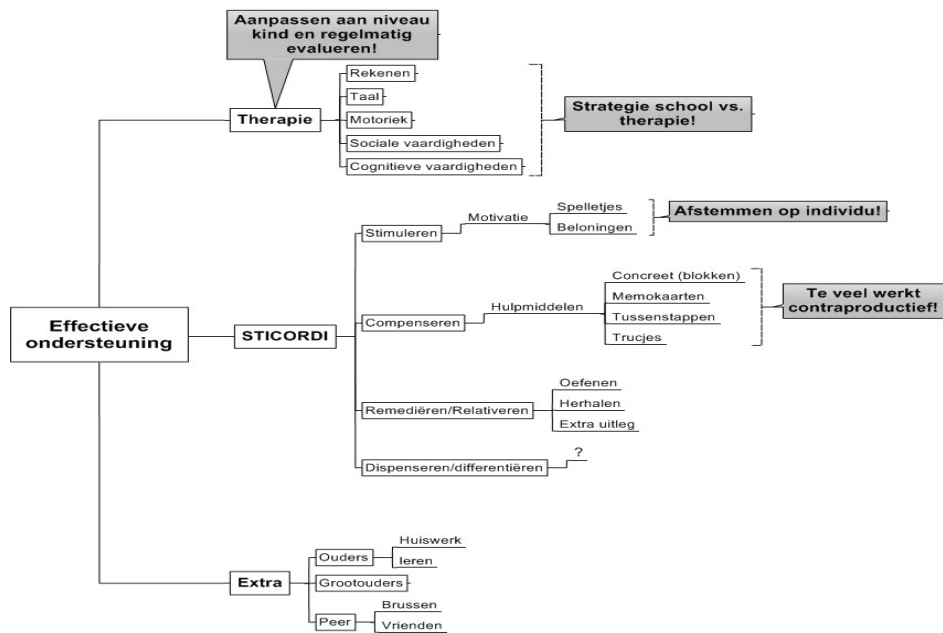 Aanpassen aan niveau
kind en regelmatig
evalueren!
Therapie
Rekenen
Taal
Motoriek
Sociale vaardigheden
Cognitieve vaardigheden
Strategie school vs.
therapie!
Effectieve
ondersteuning
STICORDI
Stimuleren
Motivatie
Spelletjes
Beloningen
Afstemmen op individu!
Compenseren
Hulpmiddelen
Concreet (blokken)
Memokaarten
Tussenstappen
Trucjes
Te veel werkt
contraproductief!
Remediëren/Relativeren
Oefenen
Herhalen
Extra uitleg
Dispenseren/differentiëren
?
Extra
Ouders
Huiswerk
leren
Grootouders
Peer
Brussen
Vrienden